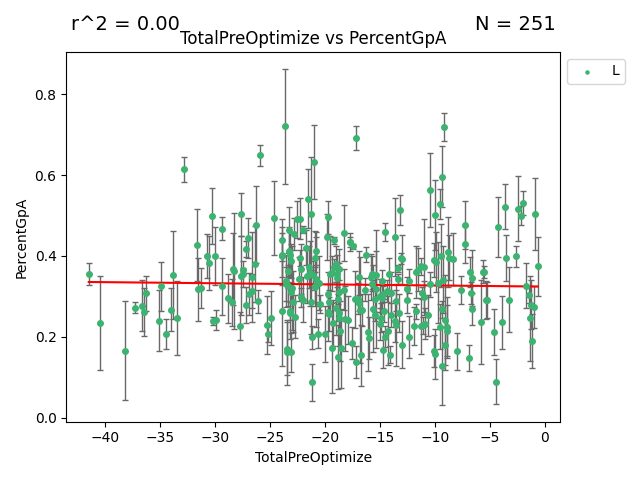 r^2 = 0.00 N = 251
TotalPreOptimize vs PercentGpA
L
PercentGpA
0.8
0.6
0.4
0.2
0.0
−40 −35 −30 −25 −20 −15 −10 −5 0
TotalPreOptimize